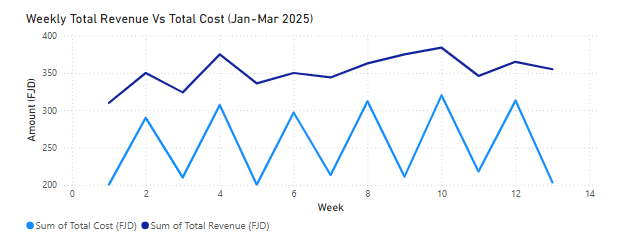 Weekly Total Revenue Vs Total Cost (Jan-Mar 2025)
400
350
300
250
200
Amount (FJD)
0 2 4 6 8 10 12 14
Week
Sum of Total Cost (FJD) Sum of Total Revenue (FJD)